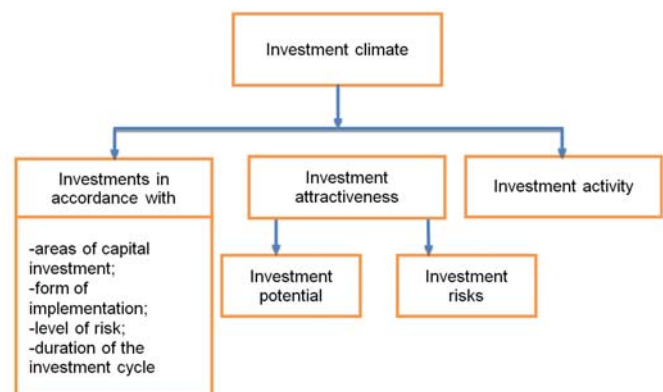 Investment climate
Investments in
accordance with
-areas of capital
investment;
-form of
implementation;
-level of risk;
-duration of the
investment cycle
Investment
attractiveness
Investment
potential
Investment
risks
Investment activity